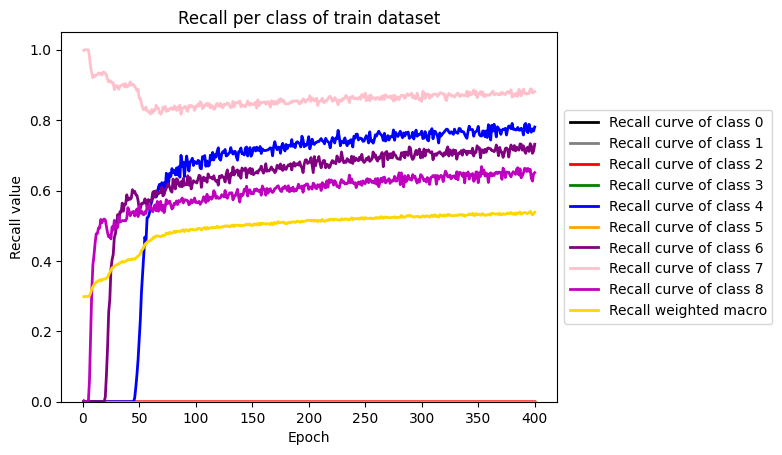 Recall per class of train dataset
Recall value
1.0
0.8
0.6
0.4
0.2
0.0
0
50
100
150
200
250
300
350
400
Epoch
Recall curve of class 0
Recall curve of class 1
Recall curve of class 2
Recall curve of class 3
Recall curve of class 4
Recall curve of class 5
Recall curve of class 6
Recall curve of class 7
Recall curve of class 8
Recall weighted macro